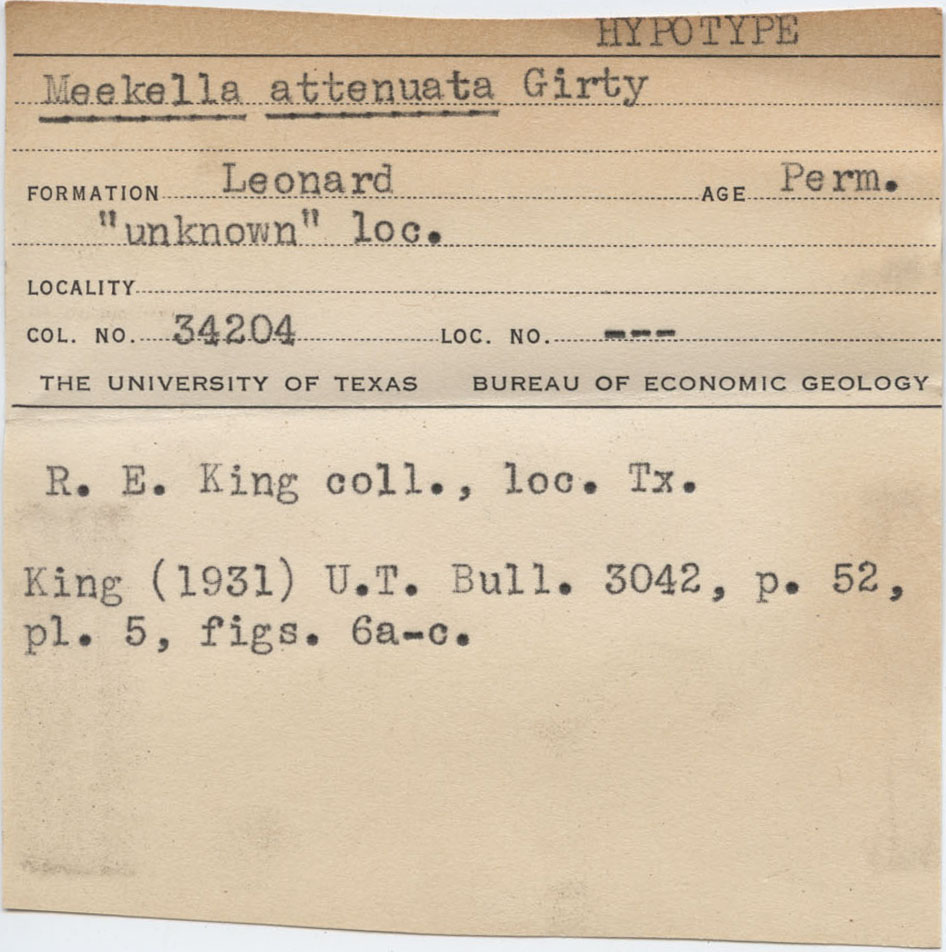 HYPOTYPE
Meekella attenuata Girty
FORMATION Leonard AGE Perm.
"unknown" loc.
LOCALITY
COL. NO. 34204 LOC. NO. ---
THE UNIVERSITY OF TEXAS BUREAU OF ECONOMIC GEOLOGY
R. E. King coll., loc. Tx.
King (1931) U.T. Bull. 3042, p. 52,
pl. 5, figs. 6a-c.